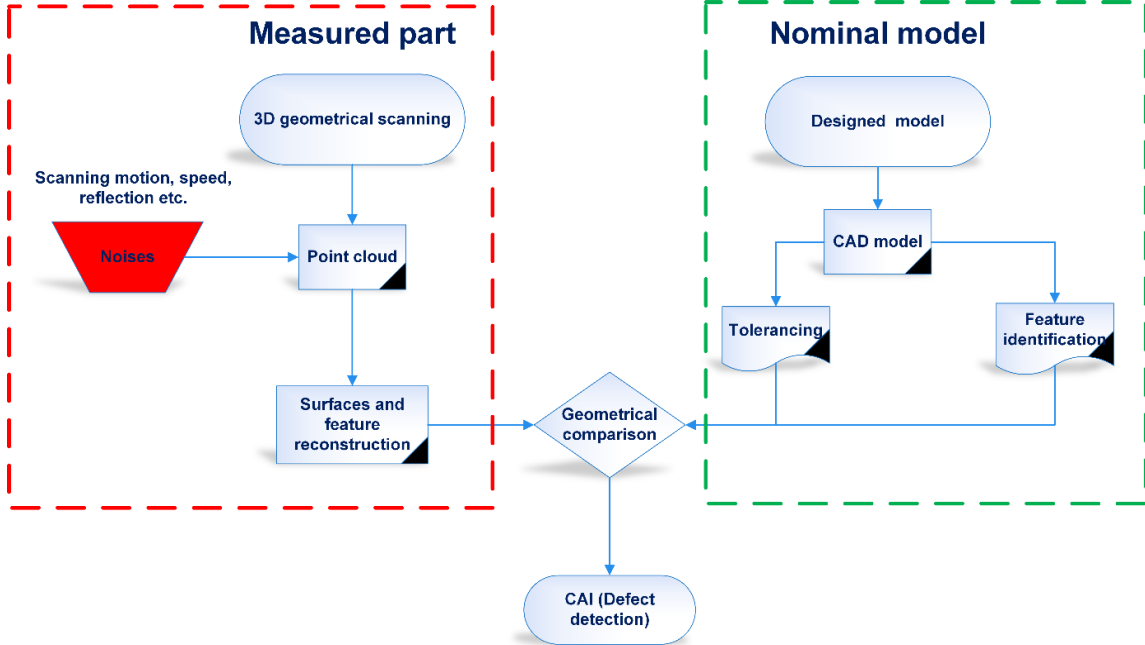 Measured part
3D geometrical scanning
Scanning motion, speed,
reflection etc.
Noises
Point cloud
Surfaces and
feature
reconstruction
Geometrical
comparison
CAI (Defect
detection)
Nominal model
Designed model
CAD model
Tolerancing
Feature
identification